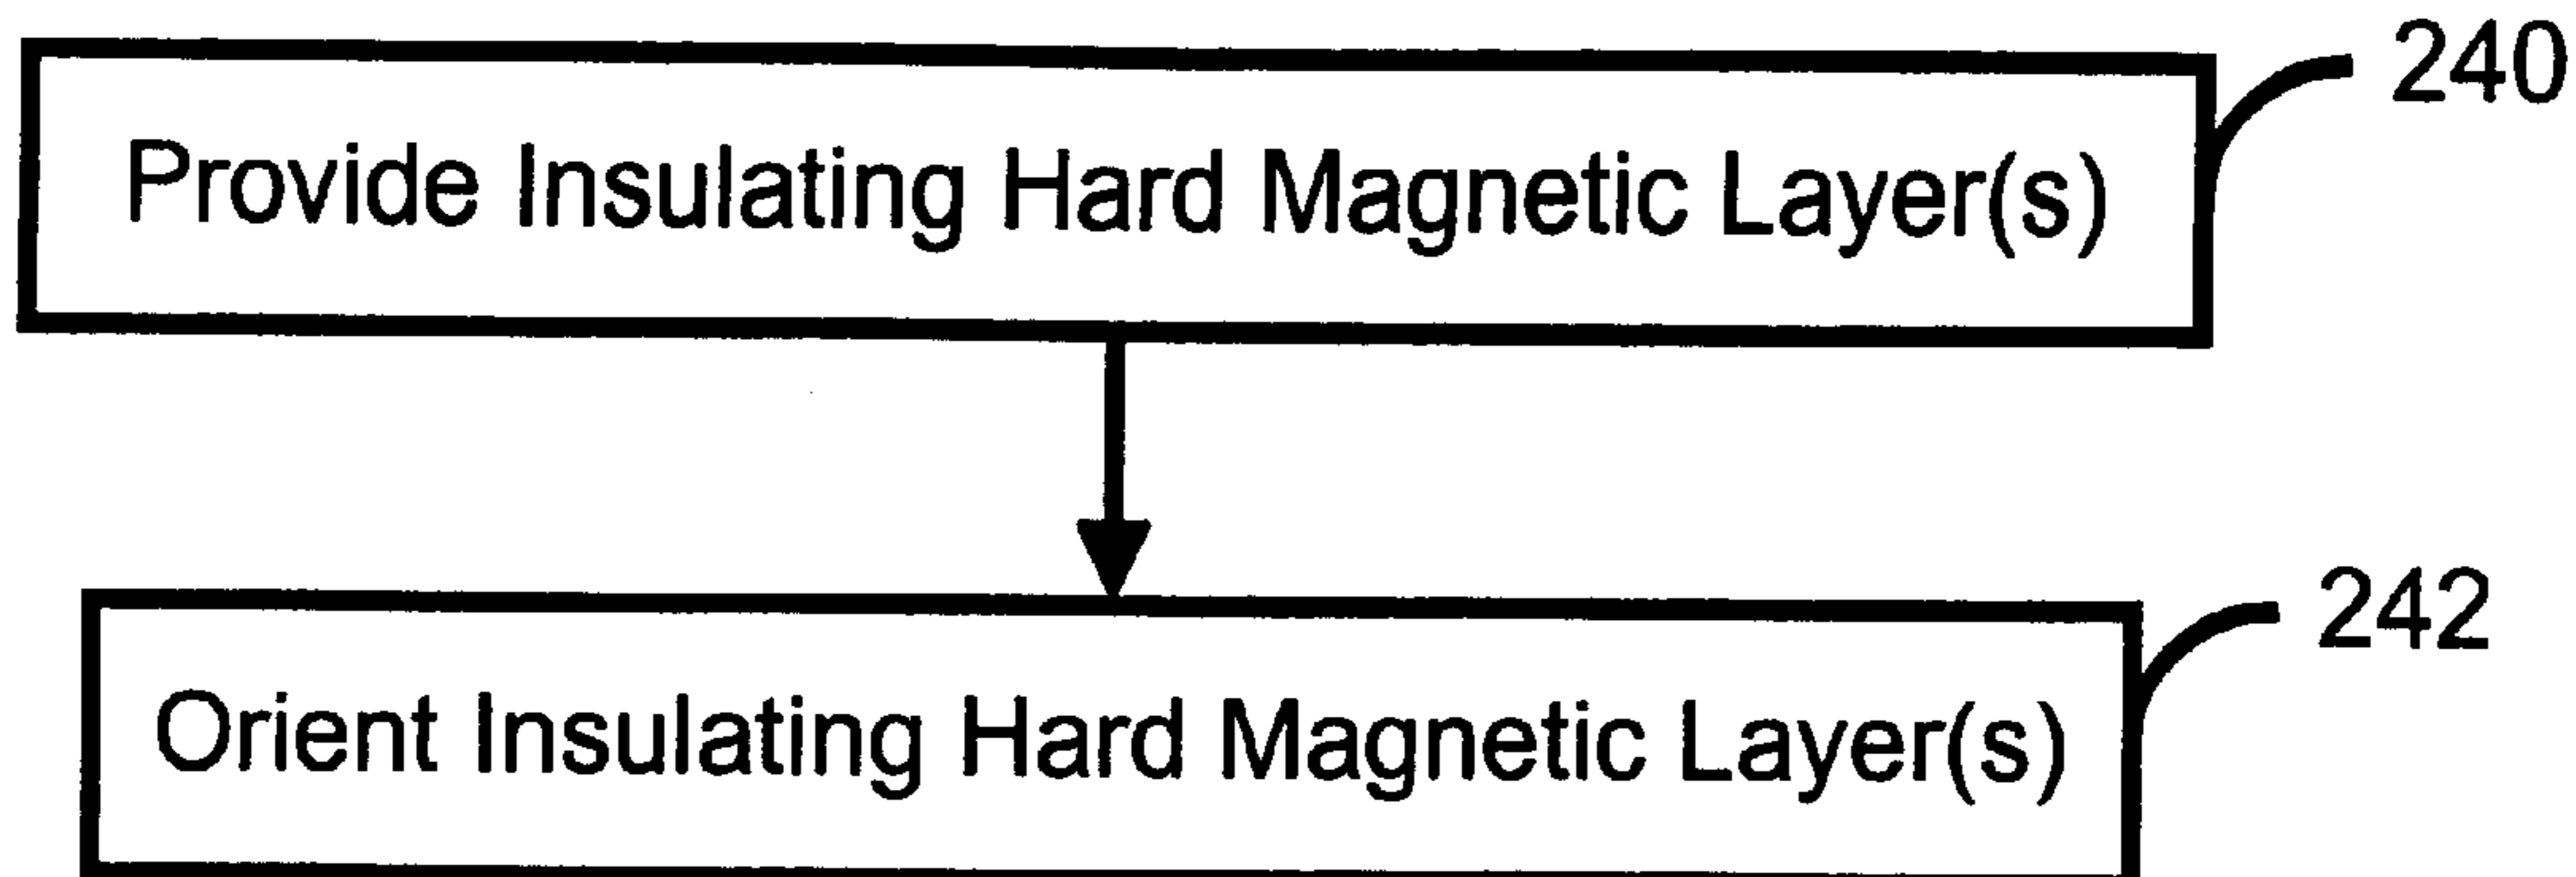 240
Provide Insulating Hard Magnetic Layer(s)
242
Orient Insulating Hard Magnetic Layer(s)